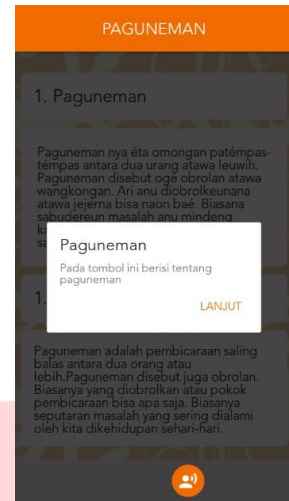 PAGUNEMAN
1. Paguneman
Paguneman nya éta omongan patémpas-
témpas antara dua urang atawa leuwih.
Paguneman disebut ogé obrolan atawa
wangkongan. Ari anu diobrolkeunana
atawa jejerna bisa naon baé. Biasana
sabudereun masalah anu mindeng
Paguneman
Pada tombol ini berisi tentang
paguneman
LANJUT
1.
Paguneman adalah pembicaraan saling
balas antara dua orang atau
lebih.Paguneman disebut juga obrolan.
Biasanya yang diobrolkan atau pokok
pembicaraan bisa apa saja. Biasanya
seputaran masalah yang sering dialami
oleh kita dikehidupan sehari-hari.